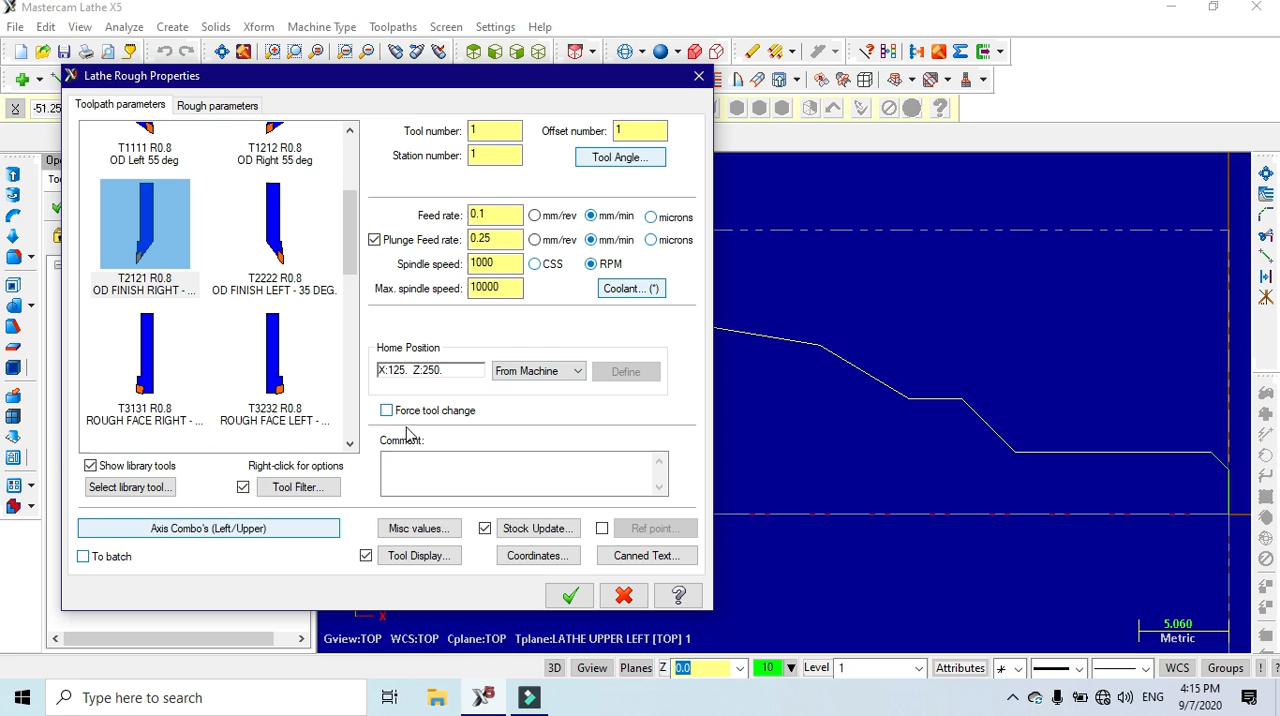 Mastercam Lathe X5
File Edit View Analyze Create Solids Xform Machine Type Toolpaths Screen Settings Help
Lathe Rough Properties
-51.25
Toolpath parameters Rough parameters
T1111 R0.8
OD Left 55 deg
T1212 R0.8
OD Right 55 deg
T2121 R0.8
OD FINISH RIGHT - ...
T2222 R0.8
OD FINISH LEFT - 35 DEG.
T3131 R0.8
ROUGH FACE RIGHT - ...
T3232 R0.8
ROUGH FACE LEFT - ...
Show library tools Right-click for options
Select library tool... Tool Filter...
Axis Combo's (Left/Upper)
To batch
Tool number: 1 Offset number: 1
Station number: 1 Tool Angle...
Feed rate: 0.1 mm/rev mm/min microns
Plunge Feed rate: 0.25 mm/rev mm/min microns
Spindle speed: 1000 CSS RPM
Max. spindle speed: 10000 Coolant... (*)
Home Position
X:125. Z:250. From Machine Define
Force tool change
Comment:
Misc values... Stock Update... Ref point...
Tool Display... Coordinates... Canned Text...
X
5.060
Metric
Gview:TOP WCS:TOP Cplane:TOP Tplane:LATHE UPPER LEFT [TOP] 1
3D Gview Planes Z 0.0 10 Level 1 Attributes WCS Groups
Type here to search
ENG
4:15 PM
9/7/2020